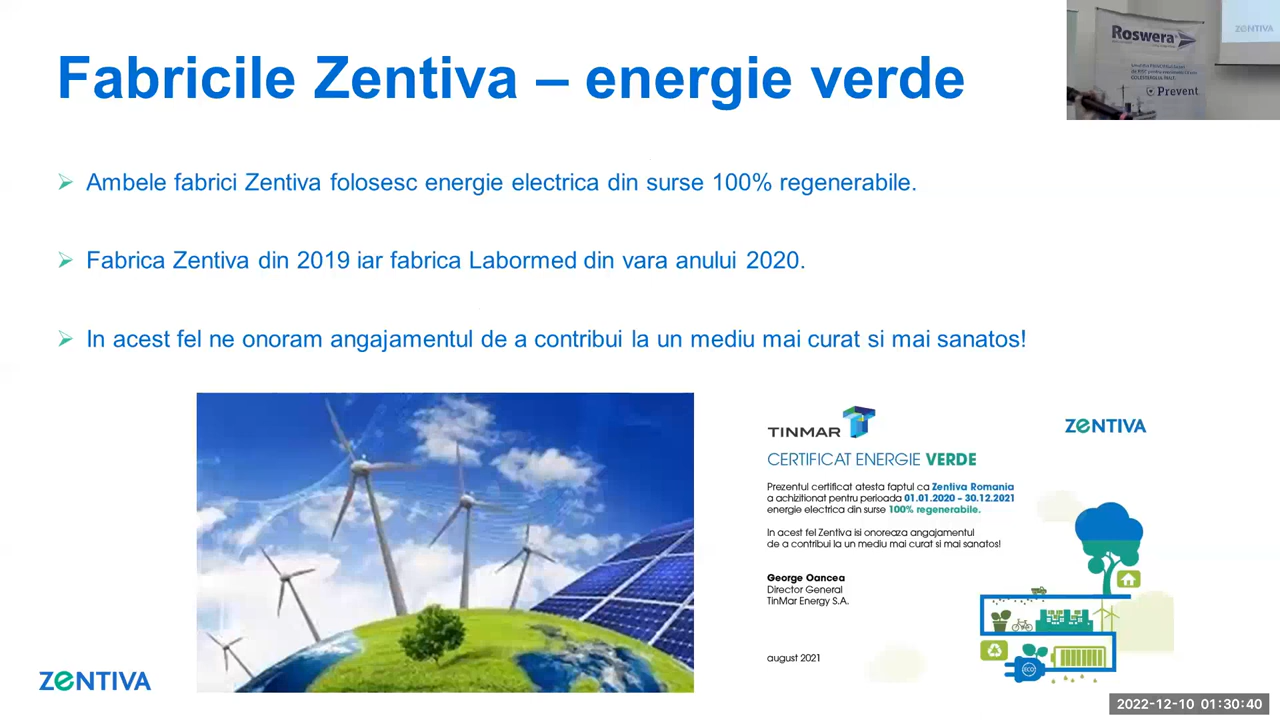 Fabricile Zentiva – energie verde
Ambele fabrici Zentiva folosesc energie electrica din surse 100% regenerabile.
Fabrica Zentiva din 2019 iar fabrica Labormed din vara anului 2020.
In acest fel ne onoram angajamentul de a contribui la un mediu mai curat si mai sanatos!
Roswera
ZENTIVA
Prevent
TINMAR
ZENTIVA
CERTIFICAT ENERGIE VERDE
Prezentul certificat atesta faptul ca Zentiva Romania
a achizitionat pentru perioada 01.01.2020 – 30.12.2021
energie electrica din surse 100% regenerabile.
In acest fel Zentiva isi onoreaza angajamentul
de a contribui la un mediu mai curat si mai sanatos!
George Oancea
Director General
TinMar Energy S.A.
august 2021
ECO
ZENTIVA
2022-12-10 01:30:40